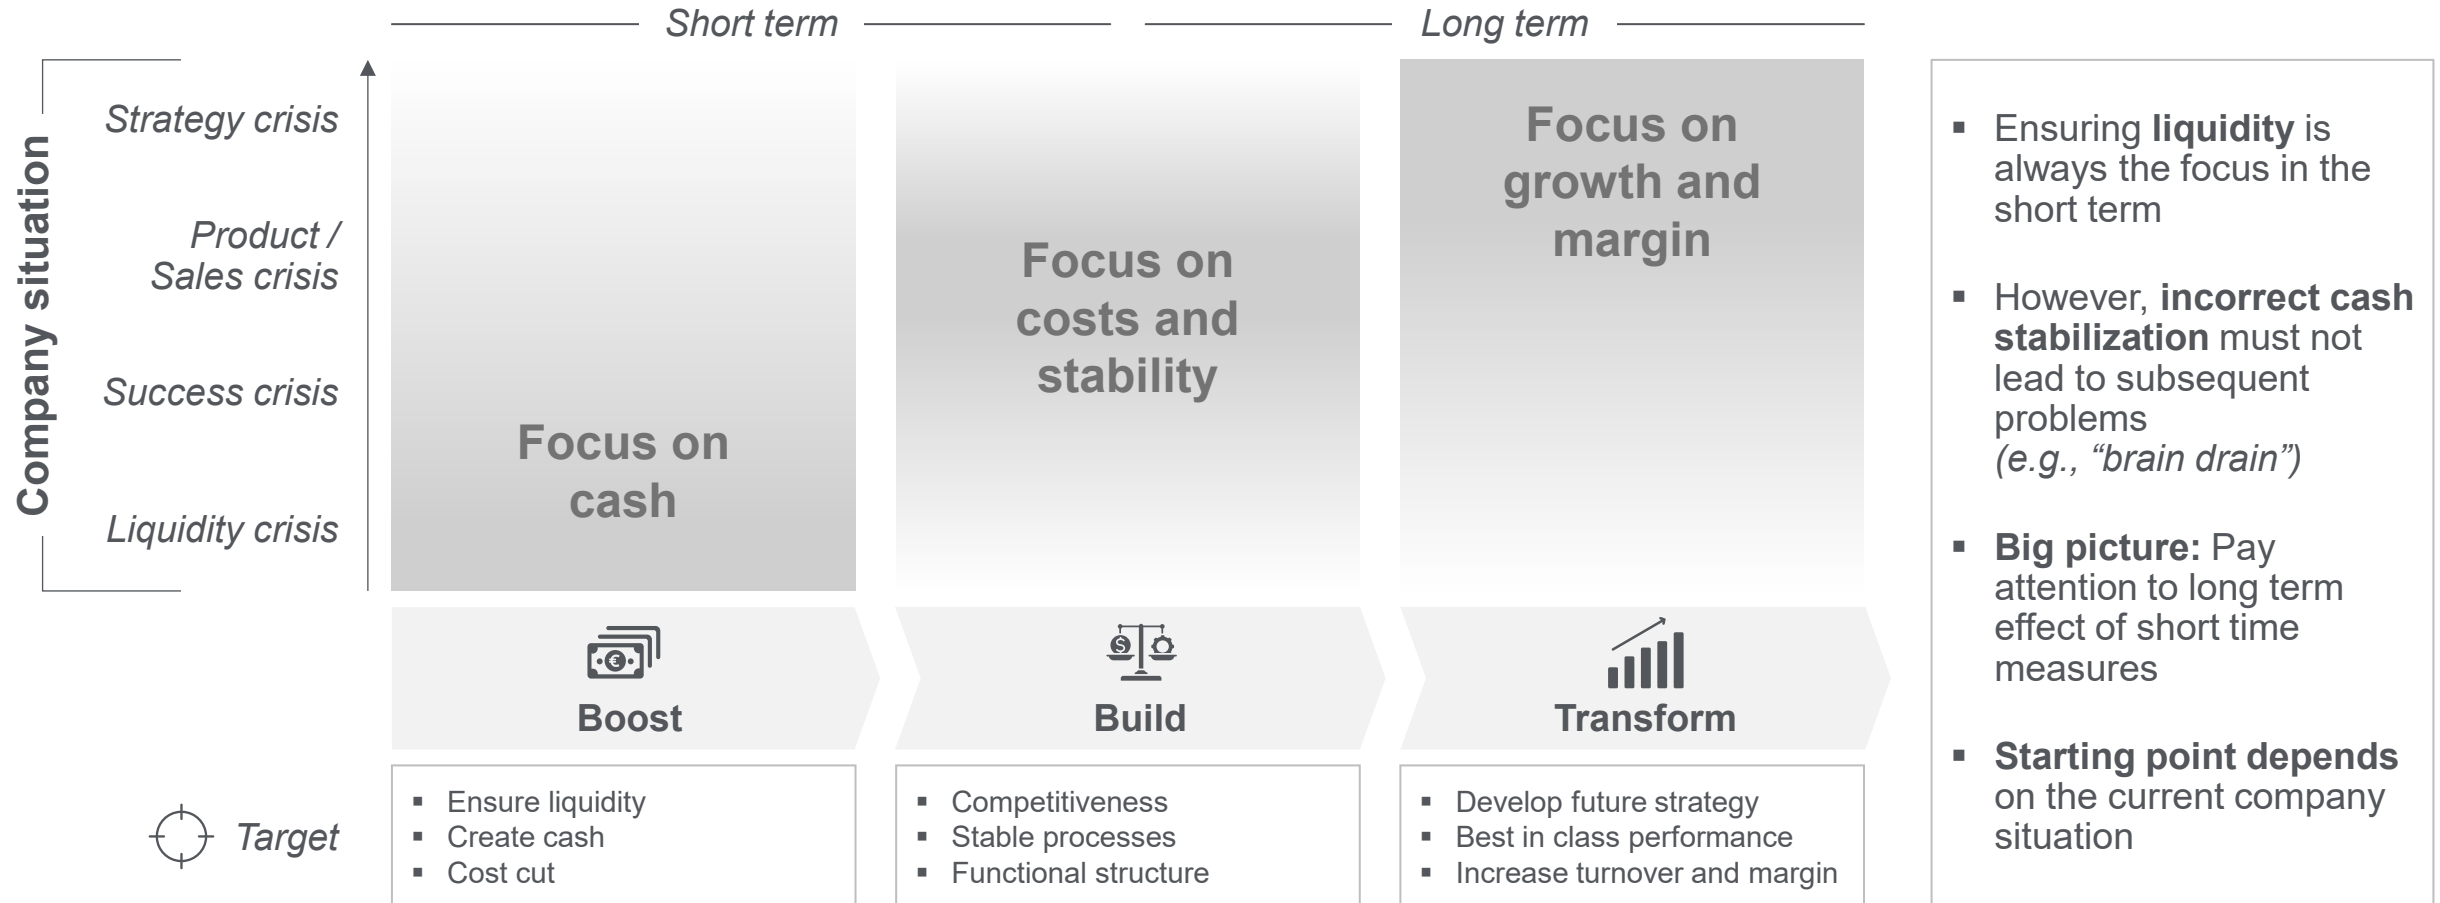 Short term
Long term
Company situation
Strategy crisis
Product /
Sales crisis
Success crisis
Liquidity crisis
Focus on
cash
Focus on
costs and
stability
Focus on
growth and
margin
Boost
Build
Transform
Target
▪ Ensure liquidity
▪ Create cash
▪ Cost cut
▪ Competitiveness
▪ Stable processes
▪ Functional structure
▪ Develop future strategy
▪ Best in class performance
▪ Increase turnover and margin
▪ Ensuring liquidity is
always the focus in the
short term
▪ However, incorrect cash
stabilization must not
lead to subsequent
problems
(e.g., “brain drain”)
▪ Big picture: Pay
attention to long term
effect of short time
measures
▪ Starting point depends
on the current company
situation